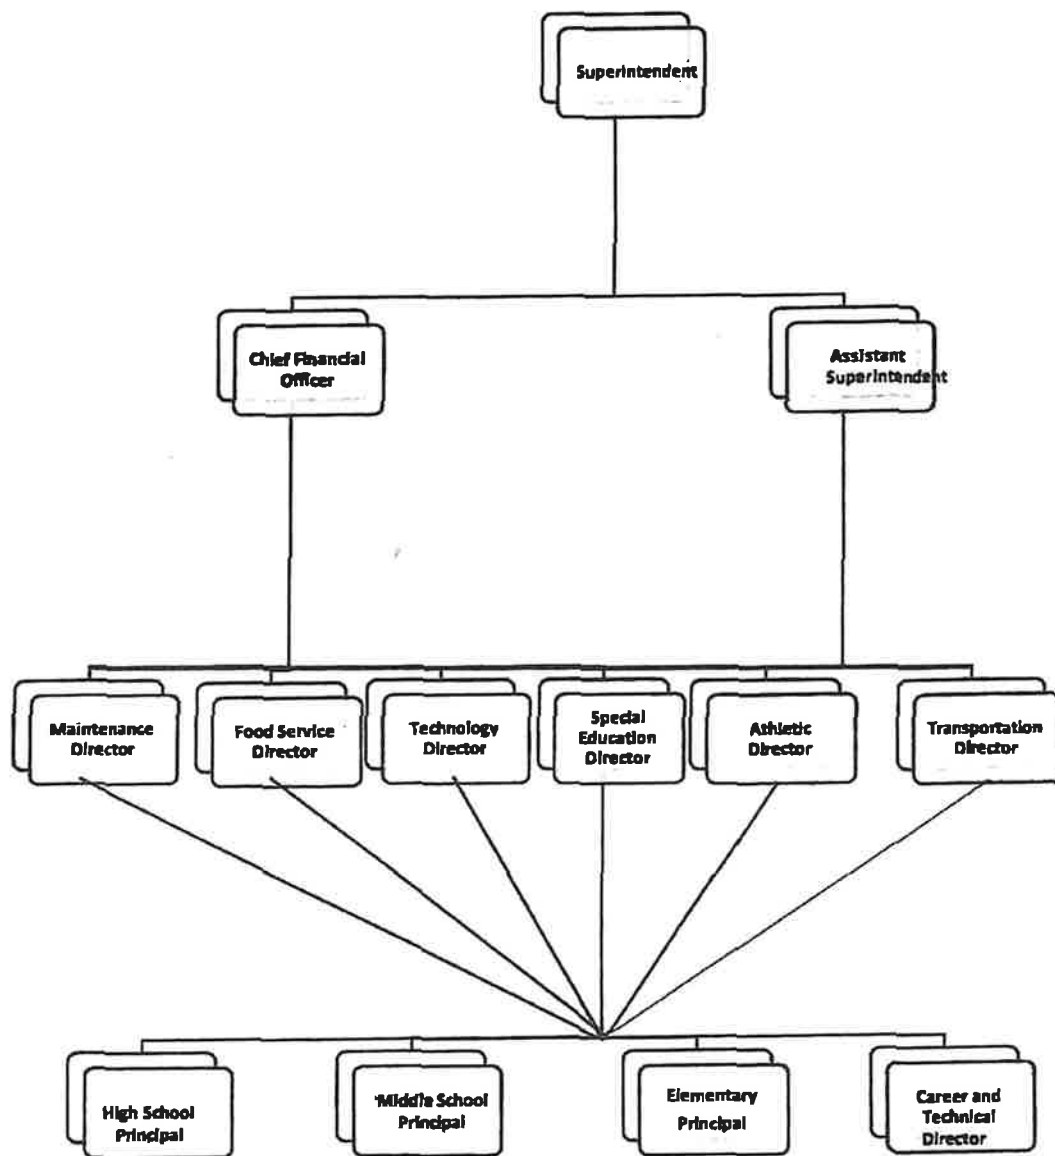 Superintendent
Chief Financial
Officer
Assistant
Superintendent
Maintenance
Director
Food Service
Director
Technology
Director
Special
Education
Director
Athletic
Director
Transportation
Director
High School
Principal
Middle School
Principal
Elementary
Principal
Career and
Technical
Director